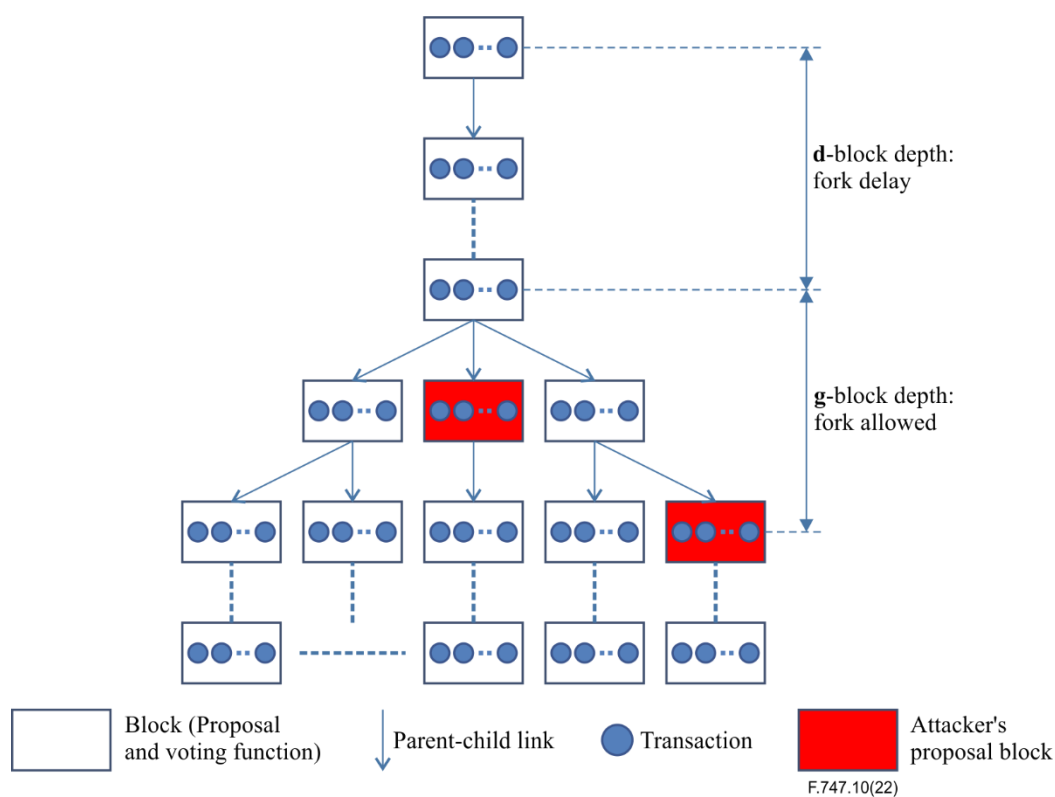 d-block depth:
fork delay
g-block depth:
fork allowed
Block (Proposal
and voting function)
Parent-child link
Transaction
Attacker's
proposal block
F.747.10(22)